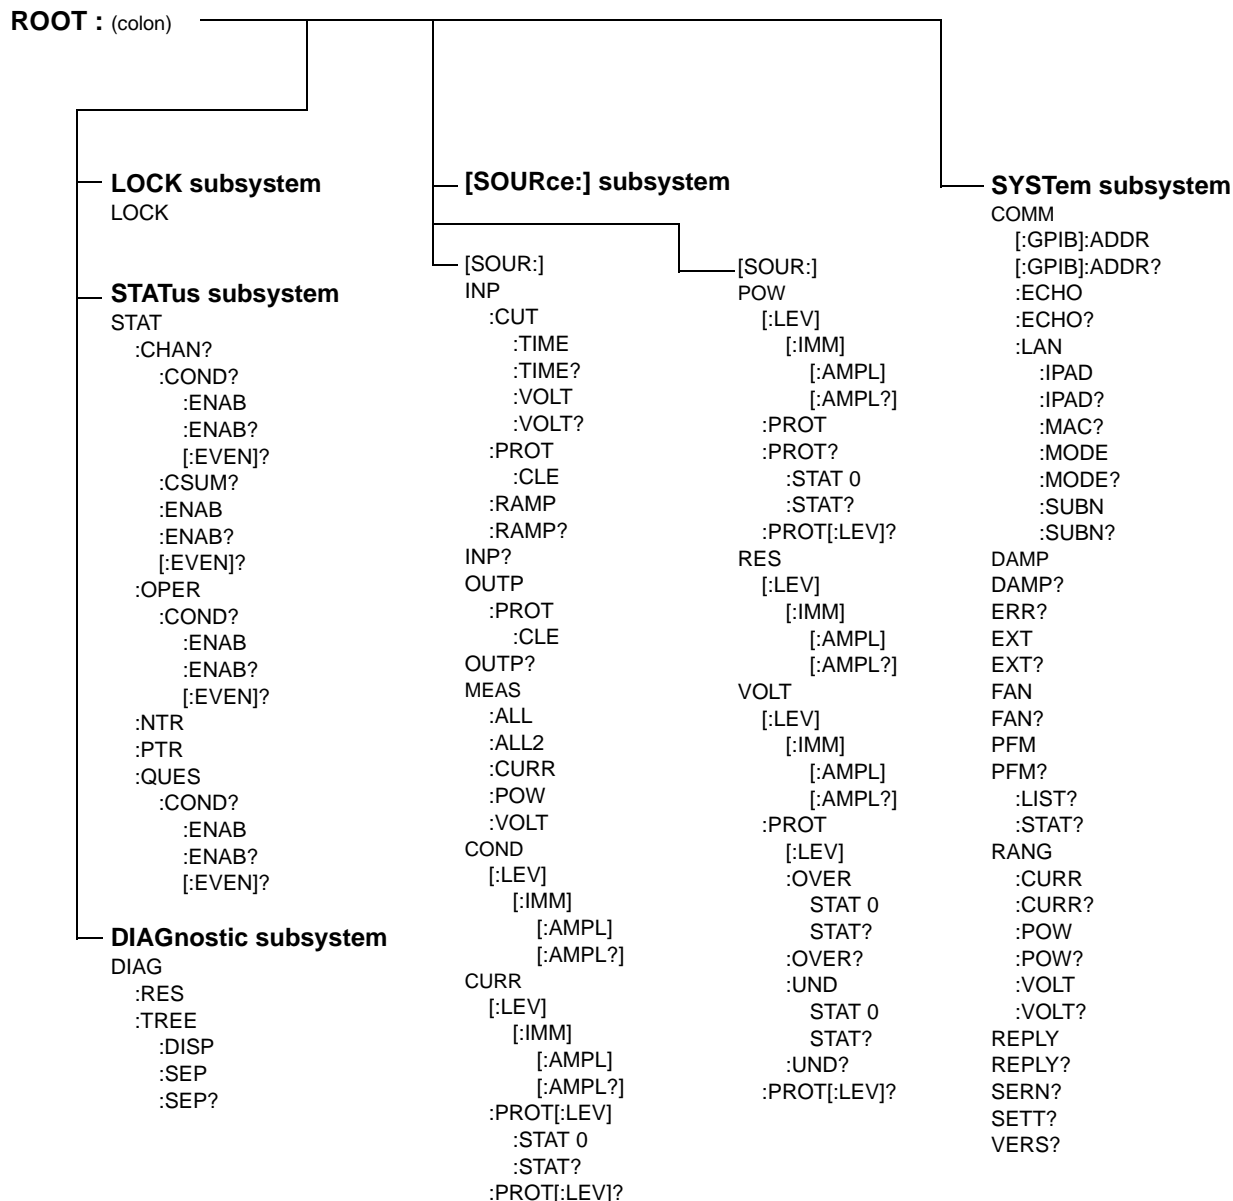 ROOT : (colon)
LOCK subsystem
LOCK
STATus subsystem
STAT
:CHAN?
:COND?
:ENAB
:ENAB?
[:EVEN]?
:CSUM?
:ENAB
:ENAB?
[:EVEN]?
:OPER
:COND?
:ENAB
:ENAB?
[:EVEN]?
:NTR
:PTR
:QUES
:COND?
:ENAB
:ENAB?
[:EVEN]?
DIAGnostic subsystem
DIAG
:RES
:TREE
:DISP
:SEP
:SEP?
[SOURce:] subsystem
[SOUR:]
INP
:CUT
:TIME
:TIME?
:VOLT
:VOLT?
:PROT
:CLE
:RAMP
:RAMP?
INP?
OUTP
:PROT
:CLE
OUTP?
MEAS
:ALL
:ALL2
:CURR
:POW
:VOLT
COND
[:LEV]
[:IMM]
[:AMPL]
[:AMPL?]
CURR
[:LEV]
[:IMM]
[:AMPL]
[:AMPL?]
:PROT[:LEV]
:STAT 0
:STAT?
:PROT[:LEV]?
[SOUR:]
POW
[:LEV]
[:IMM]
[:AMPL]
[:AMPL?]
:PROT
:PROT?
:STAT 0
:STAT?
:PROT[:LEV]?
RES
[:LEV]
[:IMM]
[:AMPL]
[:AMPL?]
VOLT
[:LEV]
[:IMM]
[:AMPL]
[:AMPL?]
:PROT
[:LEV]
:OVER
STAT 0
STAT?
:OVER?
:UND
STAT 0
STAT?
:UND?
:PROT[:LEV]?
SYSTem subsystem
COMM
[:GPIB]:ADDR
[:GPIB]:ADDR?
:ECHO
:ECHO?
:LAN
:IPAD
:IPAD?
:MAC?
:MODE
:MODE?
:SUBN
:SUBN?
DAMP
DAMP?
ERR?
EXT
EXT?
FAN
FAN?
PFM
PFM?
:LIST?
:STAT?
RANG
:CURR
:CURR?
:POW
:POW?
:VOLT
:VOLT?
REPLY
REPLY?
SERN?
SETT?
VERS?